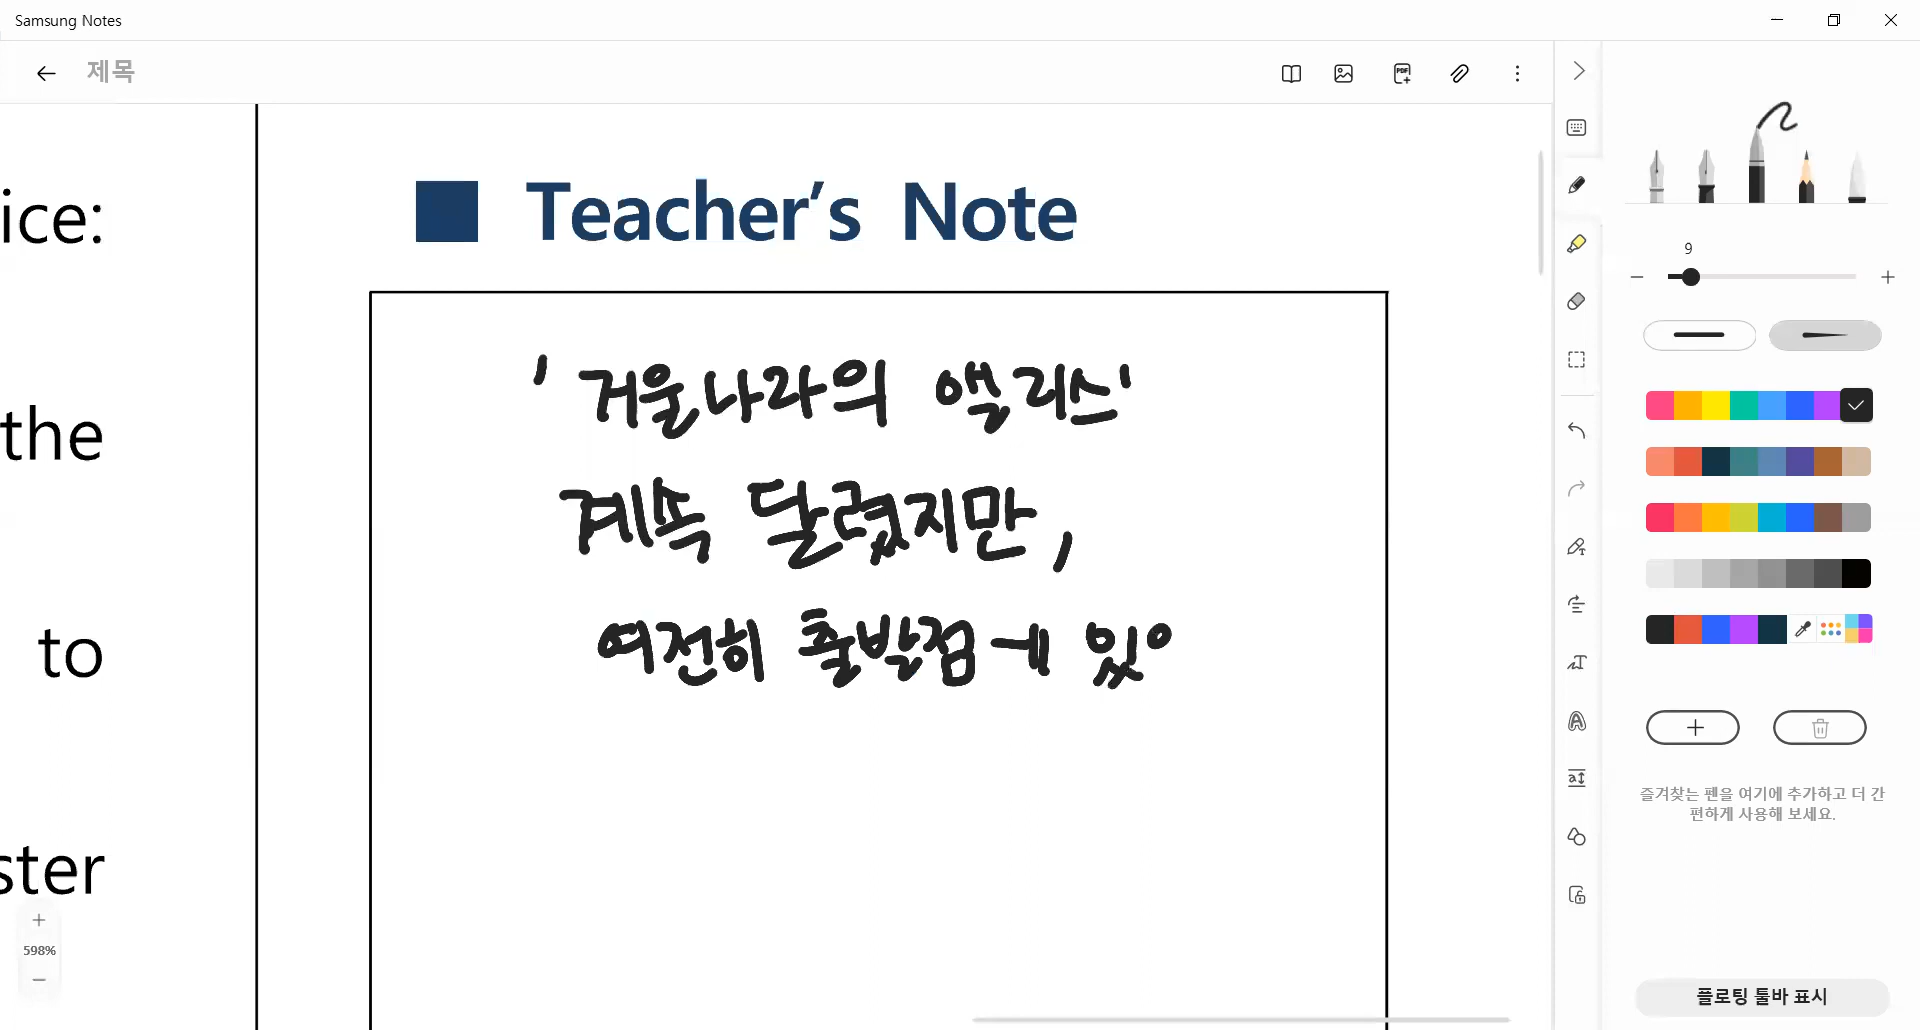 Samsung Notes
제목
ice:
the
to
ster
Teacher's Note
'거울나라의 앨리스'
계속 달렸지만,
여전히 출발점에 있o
9
598%
즐겨찾는 펜을 여기에 추가하고 더 간
편하게 사용해 보세요.
플로팅 툴바 표시